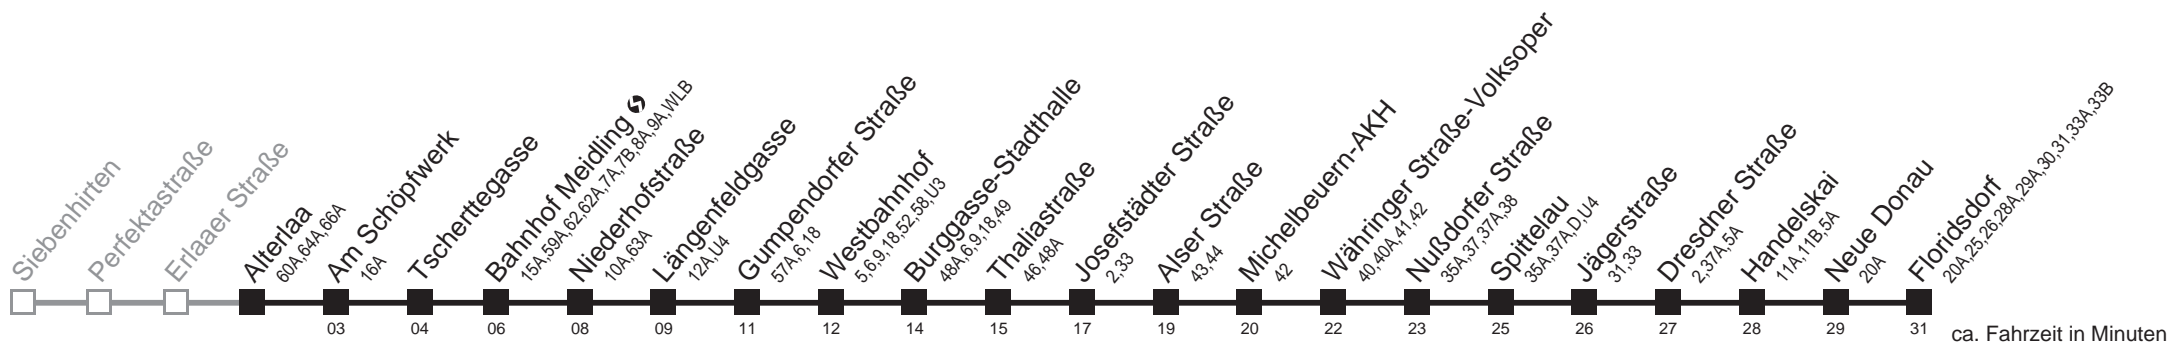 Siebenhirten
Perfektastraße
Erlaaer Straße
Alterlaa
60A,64A,66A
Am Schöpfwerk
16A
Tscherttegasse
Bahnhof Meidling
15A,59A,62,62A,7A,7B,8A,9A,WLB
Niederhofstraße
10A,63A
Längenfeldgasse
12A,U4
Gumpendorfer Straße
57A,6,18
Westbahnhof
5,6,9,18,52,58,U3
Burggasse-Stadthalle
48A,6,9,18,49
Thaliastraße
46,48A
Josefstädter Straße
2,33
Alser Straße
43,44
Michelbeuern-AKH
42
Währinger Straße-Volksoper
40,40A,41,42
Nußdorfer Straße
35A,37,37A,38
Spittelau
35A,37A,D,U4
Jägerstraße
31,33
Dresdner Straße
2,37A,5A
Handelskai
11A,11B,5A
Neue Donau
20A
Floridsdorf
20A,25,26,28A,29A,30,31,33A,33B
03 04 06 08 09 11 12 14 15 17 19 20 22 23 25 26 27 28 29 31 ca. Fahrzeit in Minuten